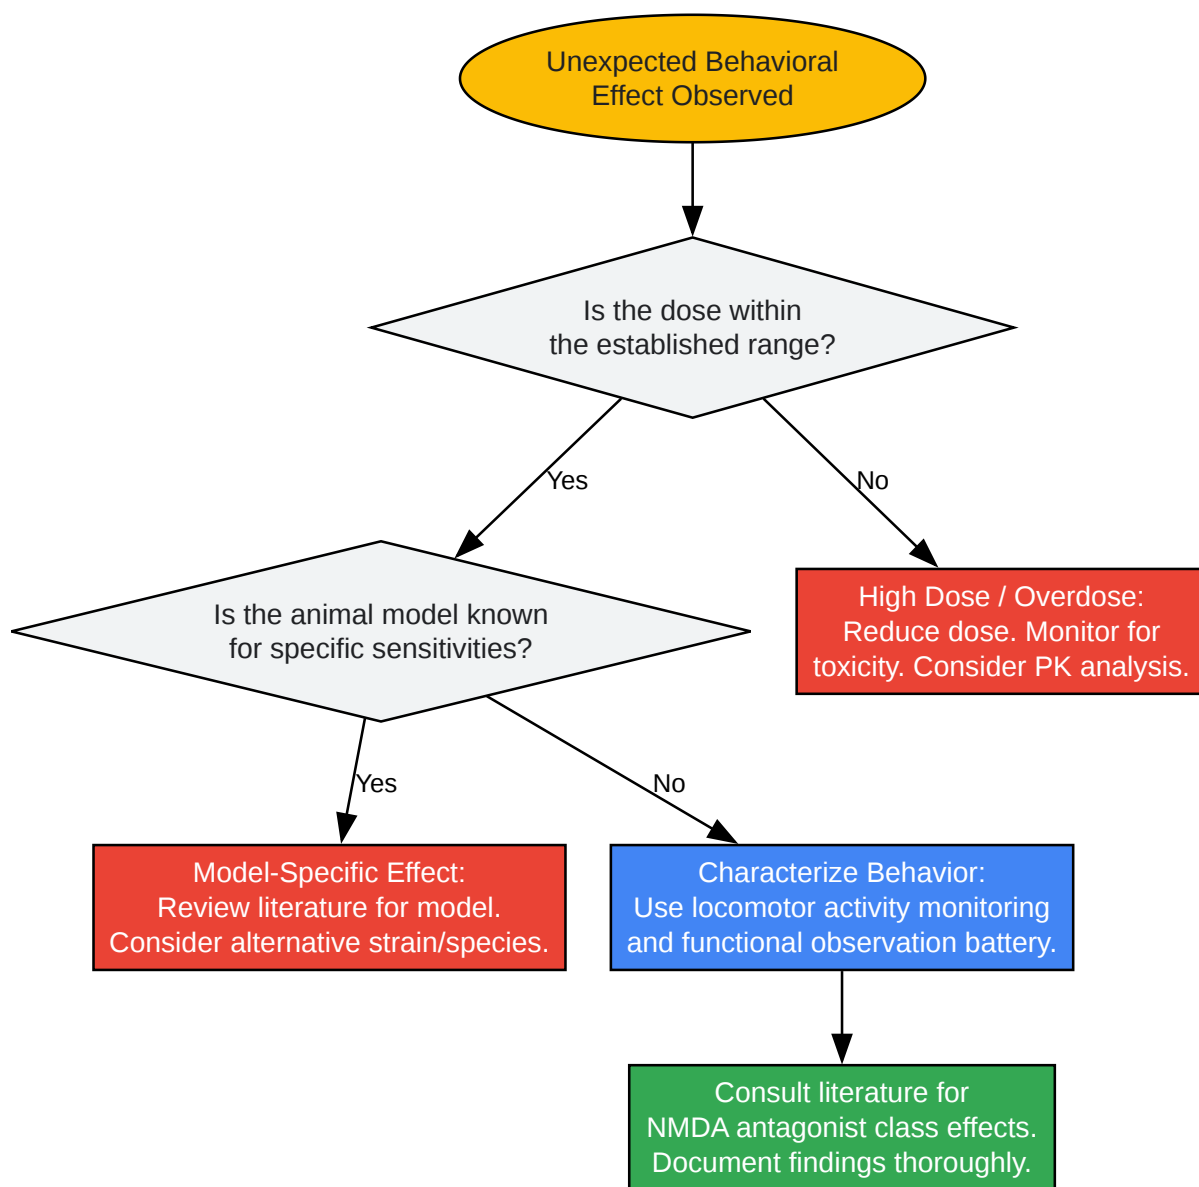 Unexpected Behavioral
Effect Observed
Is the dose within
the established range?
Yes
No
Is the animal model known
for specific sensitivities?
High Dose / Overdose:
Reduce dose. Monitor for
toxicity. Consider PK analysis.
Yes
No
Model-Specific Effect:
Review literature for model.
Consider alternative strain/species.
Characterize Behavior:
Use locomotor activity monitoring
and functional observation battery.
Consult literature for
NMDA antagonist class effects.
Document findings thoroughly.